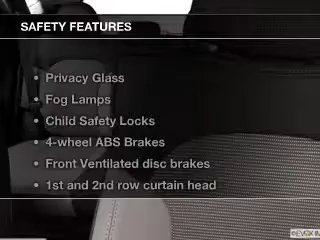 SAFETY FEATURES
• Privacy Glass
• Fog Lamps
• Child Safety Locks
• 4-wheel ABS Brakes
• Front Ventilated disc brakes
• 1st and 2nd row curtain head